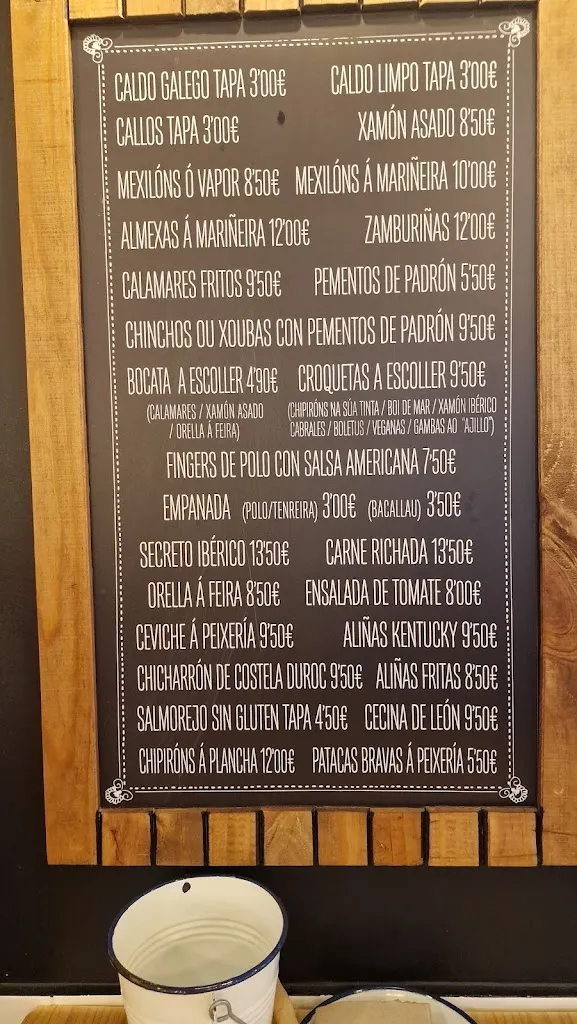 CALDO GALEGO TAPA 3'00€ CALDO LIMPO TAPA 3'00€
CALLOS TAPA 3'00€ XAMÓN ASADO 8'50€
MEXILÓNS Ó VAPOR 8'50€ MEXILÓNS Á MARIÑEIRA 10'00€
ALMEXAS Á MARIÑEIRA 12'00€ ZAMBURIÑAS 12'00€
CALAMARES FRITOS 9'50€ PEMENTOS DE PADRÓN 5'50€
CHINCHOS OU XOUBAS CON PEMENTOS DE PADRÓN 9'50€
BOCATA A ESCOLLER 4'90€ CROQUETAS A ESCOLLER 9'50€
(CALAMARES / XAMÓN ASADO (CHIPIRÓNS NA SÚA TINTA / BOI DE MAR / XAMÓN IBÉRICO
/ ORELLA Á FEIRA) CABRALES / BOLETUS / VEGANAS / GAMBAS AO "AJILLO")
FINGERS DE POLO CON SALSA AMERICANA 7'50€
EMPANADA (POLO/TENREIRA) 3'00€ (BACALLAU) 3'50€
SECRETO IBÉRICO 13'50€ CARNE RICHADA 13'50€
ORELLA Á FEIRA 8'50€ ENSALADA DE TOMATE 8'00€
CEVICHE Á PEIXERÍA 9'50€ ALIÑAS KENTUCKY 9'50€
CHICHARRÓN DE COSTELA DUROC 9'50€ ALIÑAS FRITAS 8'50€
SALMOREJO SIN GLUTEN TAPA 4'50€ CECINA DE LEÓN 9'50€
CHIPIRÓNS Á PLANCHA 12'00€ PATACAS BRAVAS Á PEIXERÍA 5'50€